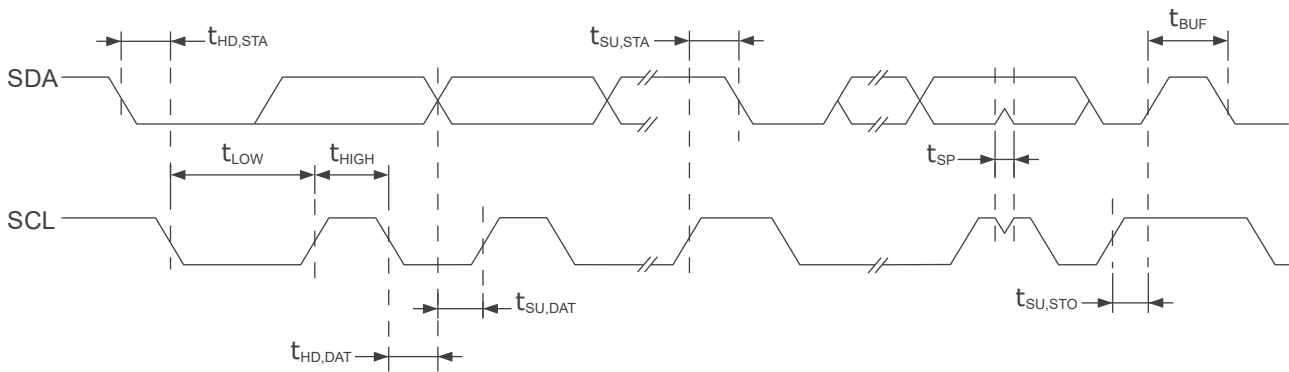 tHD,STA
tSU,STA
tBUF
SDA
tLOW
tHIGH
tSP
SCL
tSU,DAT
tSU,STO
tHD,DAT